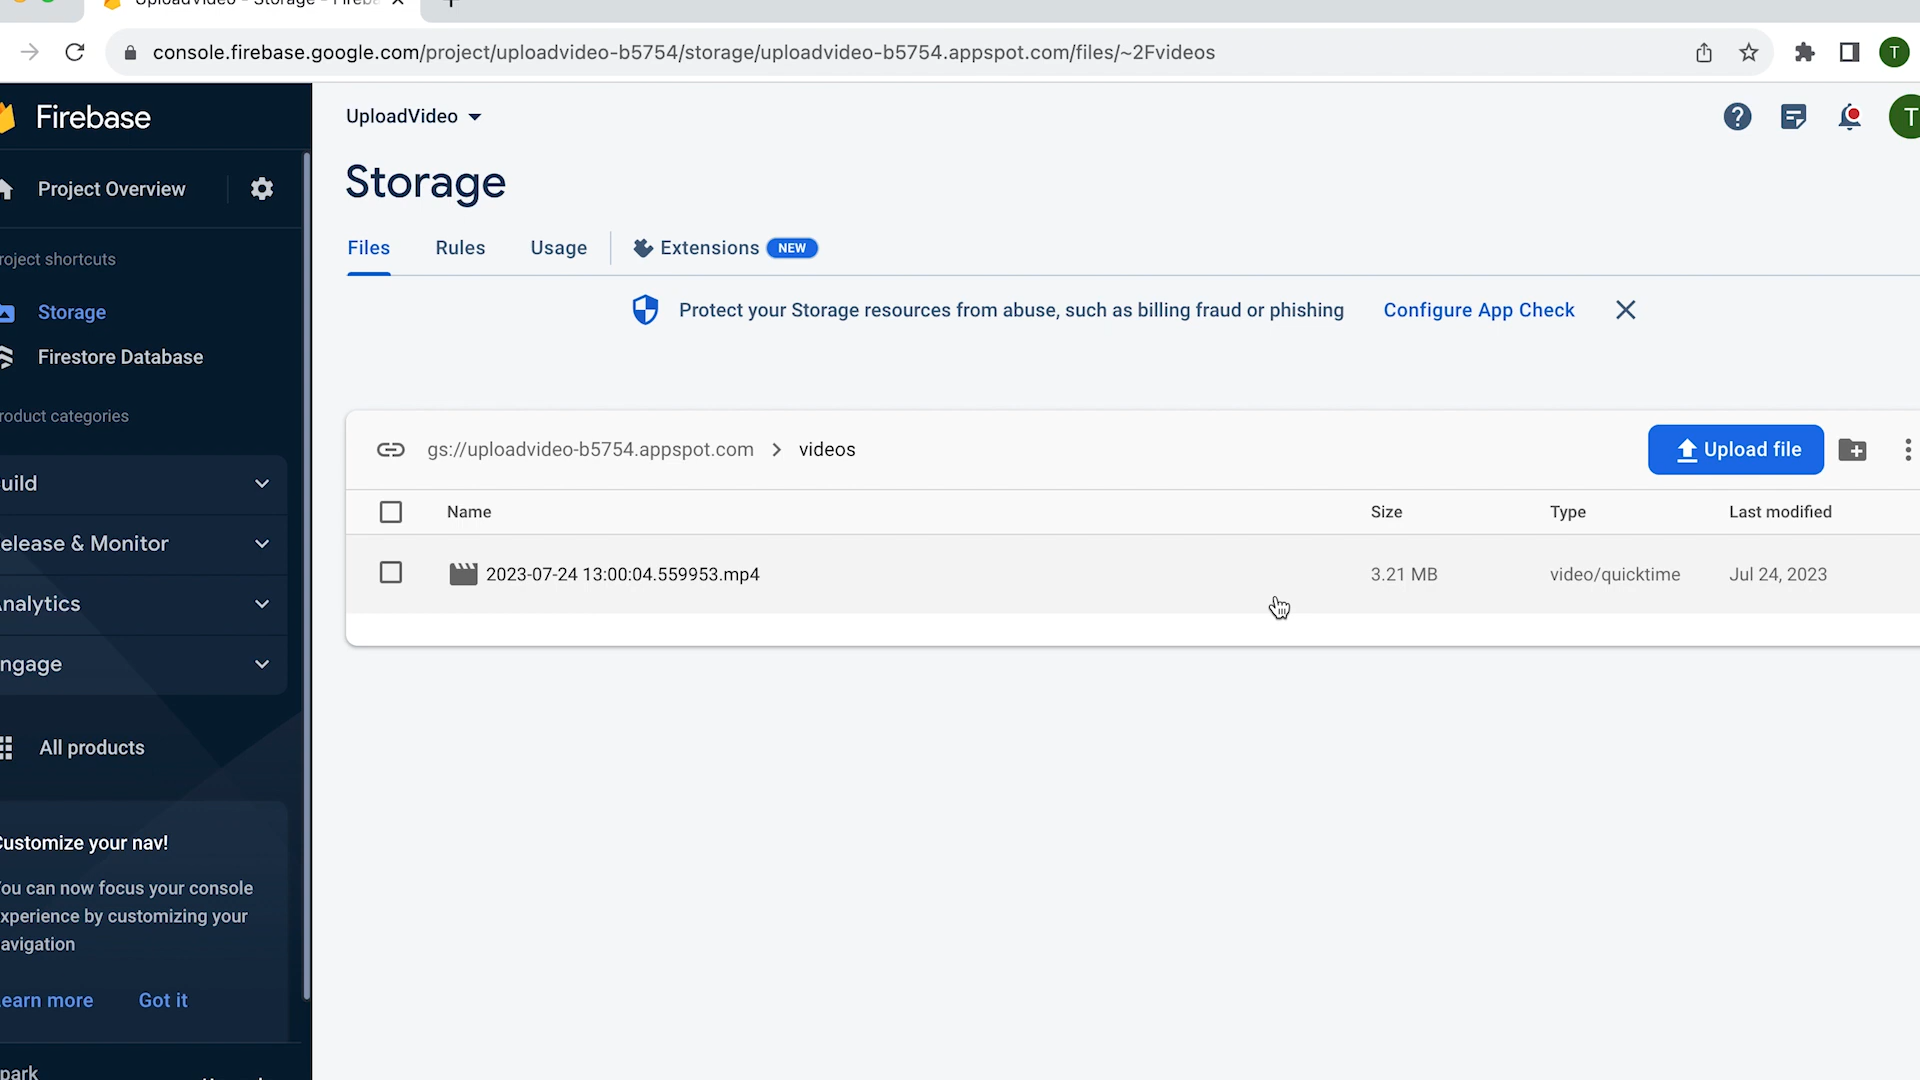 console.firebase.google.com/project/uploadvideo-b5754/storage/uploadvideo-b5754.appspot.com/files/~2Fvideos
T
Firebase
UploadVideo
T
Storage
Project Overview
Files
Rules
Usage
Extensions
NEW
roject shortcuts
Protect your Storage resources from abuse, such as billing fraud or phishing
Configure App Check
Storage
Firestore Database
roduct categories
gs://uploadvideo-b5754.appspot.com > videos
Upload file
uild
Name
Size
Type
Last modified
elease & Monitor
2023-07-24 13:00:04.559953.mp4
3.21 MB
video/quicktime
Jul 24, 2023
nalytics
ngage
All products
ustomize your nav!
ou can now focus your console
xperience by customizing your
avigation
earn more
Got it
park